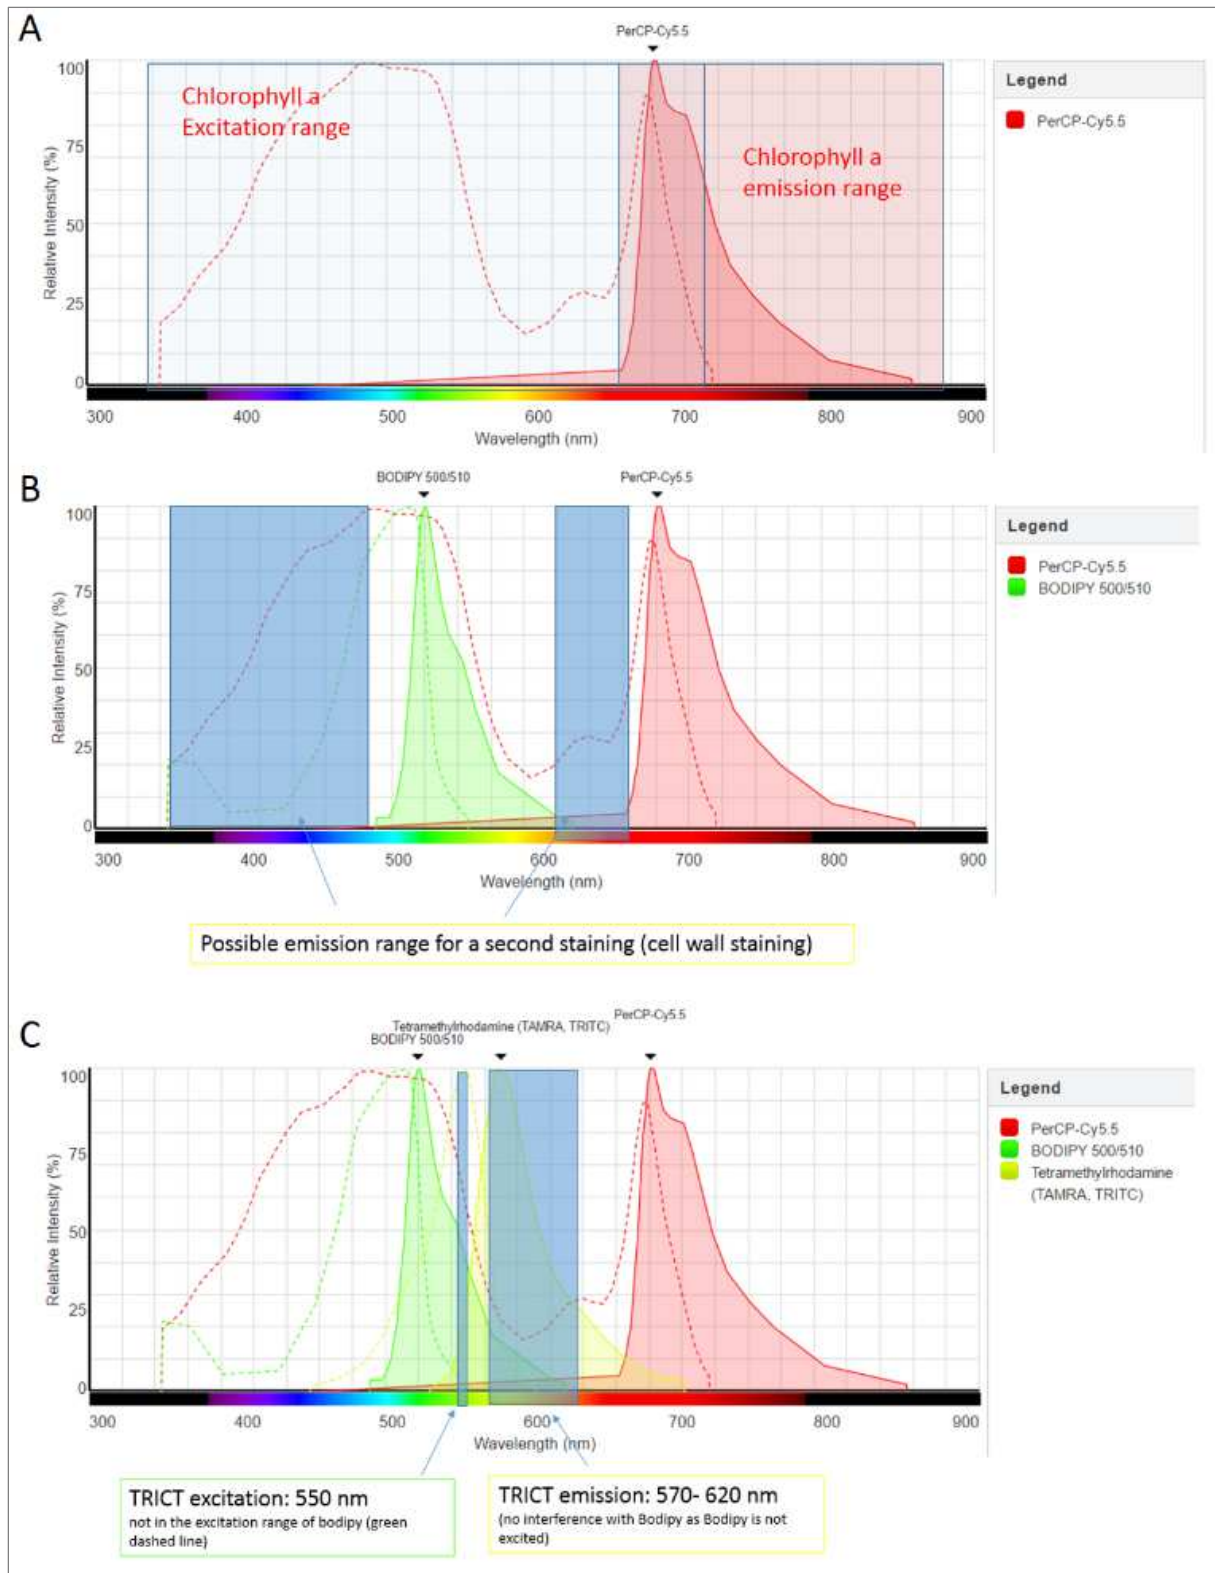 A
PerCP-Cy5.5
100
75
50
25
0
Relative Intensity (%)
Chlorophyll a
Excitation range
Chlorophyll a
emission range
300 400 500 600 700 800 900
Wavelength (nm)
Legend
PerCP-Cy5.5
B
BODIPY 500/510 PerCP-Cy5.5
100
75
50
25
0
Relative Intensity (%)
300 400 500 600 700 800 900
Wavelength (nm)
Legend
PerCP-Cy5.5
BODIPY 500/510
Possible emission range for a second staining (cell wall staining)
C
PerCP-Cy5.5
Tetramethylrhodamine (TAMRA, TRITC)
BODIPY 500/510
100
75
50
25
0
Relative Intensity (%)
300 400 500 600 700 800 900
Wavelength (nm)
Legend
PerCP-Cy5.5
BODIPY 500/510
Tetramethylrhodamine
(TAMRA, TRITC)
TRICT excitation: 550 nm
not in the excitation range of bodipy (green
dashed line)
TRICT emission: 570- 620 nm
(no interference with Bodipy as Bodipy is not
excited)